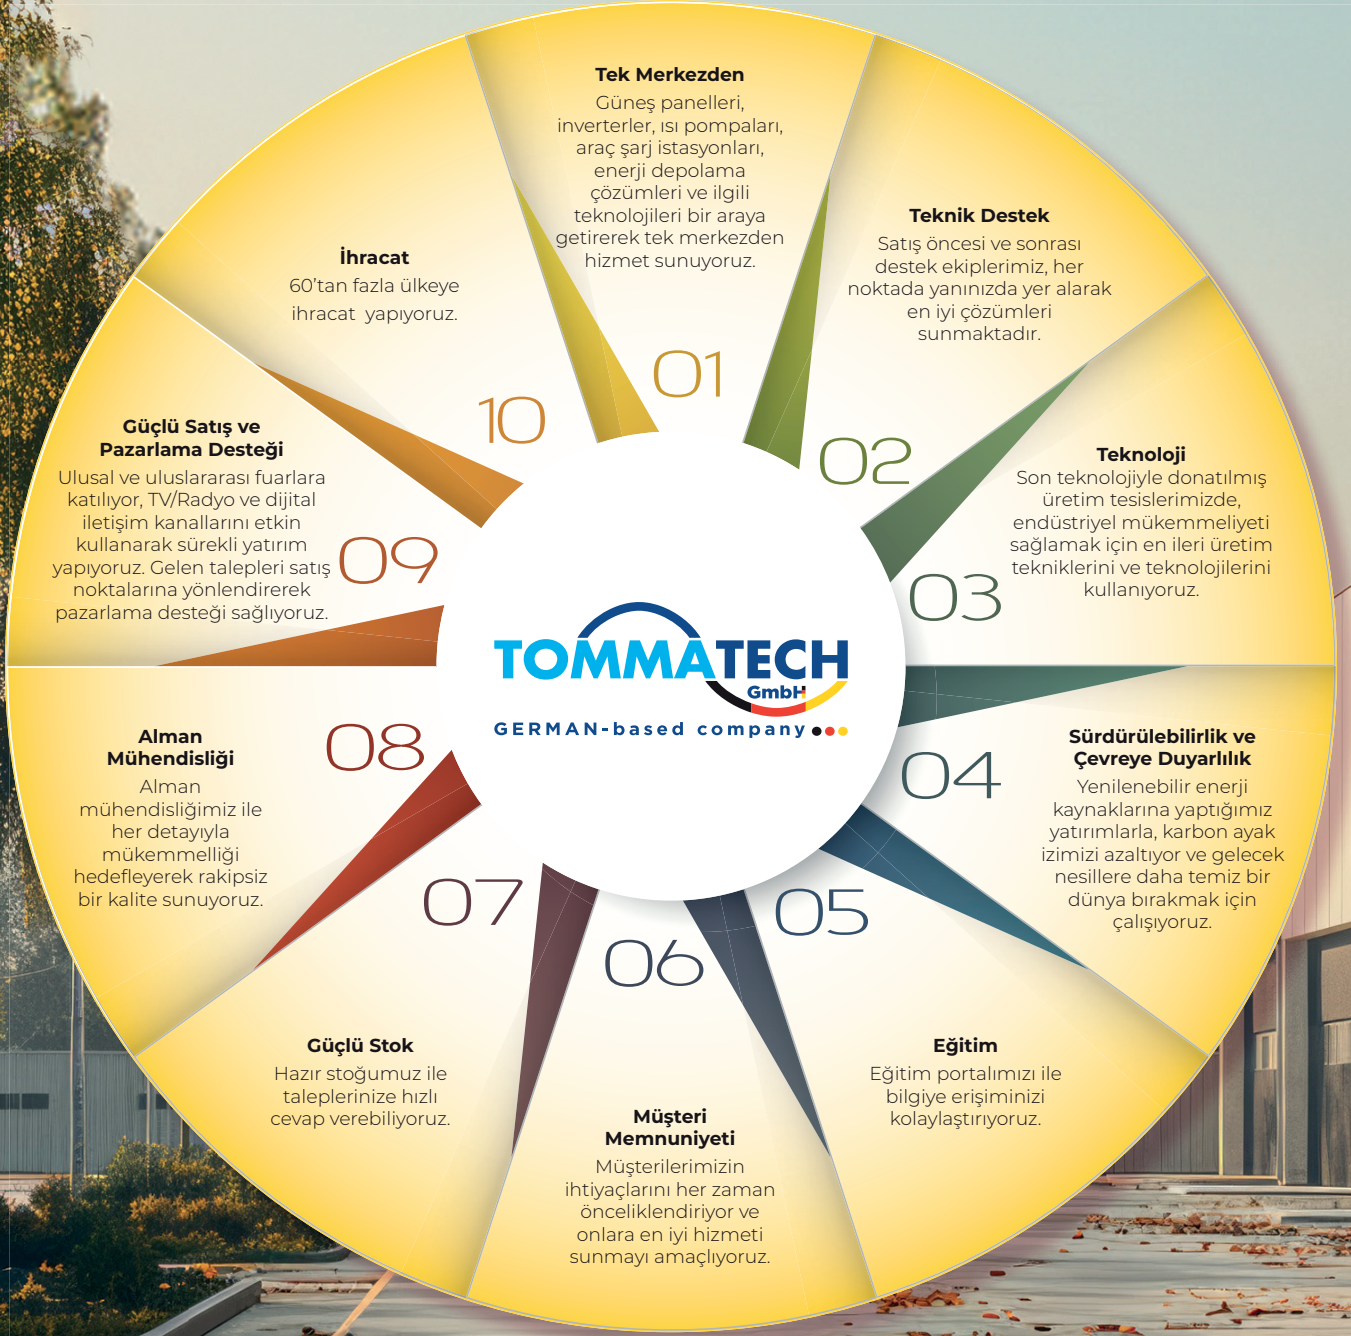 Tek Merkezden
Güneş panelleri,
inverterler, ısı pompaları,
araç şarj istasyonları,
enerji depolama
çözümleri ve ilgili
teknolojileri bir araya
getirerek tek merkezden
hizmet sunuyoruz.
01
Teknik Destek
Satış öncesi ve sonrası
destek ekiplerimiz, her
noktada yanınızda yer alarak
en iyi çözümleri
sunmaktadır.
02
Teknoloji
Son teknolojiyle donatılmış
üretim tesislerimizde,
endüstriyel mükemmeliyeti
sağlamak için en ileri üretim
tekniklerini ve teknolojilerini
kullanıyoruz.
03
Sürdürülebilirlik ve
Çevreye Duyarlılık
Yenilenebilir enerji
kaynaklarına yaptığımız
yatırımlarla, karbon ayak
izimizi azaltıyor ve gelecek
nesillere daha temiz bir
dünya bırakmak için
çalışıyoruz.
04
Eğitim
Eğitim portalımızı ile
bilgiye erişiminizi
kolaylaştırıyoruz.
05
Müşteri
Memnuniyeti
Müşterilerimizin
ihtiyaçlarını her zaman
önceliklendiriyor ve
onlara en iyi hizmeti
sunmayı amaçlıyoruz.
06
Güçlü Stok
Hazır stoğumuz ile
taleplerinize hızlı
cevap verebiliyoruz.
07
Alman
Mühendisliği
Alman
mühendisliğimiz ile
her detayıyla
mükemmelliği
hedefleyerek rakipsiz
bir kalite sunuyoruz.
08
Güçlü Satış ve
Pazarlama Desteği
Ulusal ve uluslararası fuarlara
katılıyor, TV/Radyo ve dijital
iletişim kanallarını etkin
kullanarak sürekli yatırım
yapıyoruz. Gelen talepleri satış
noktalarına yönlendirerek
pazarlama desteği sağlıyoruz.
09
İhracat
60’tan fazla ülkeye
ihracat yapıyoruz.
10
TOMMATECH
GmbH
GERMAN-based company